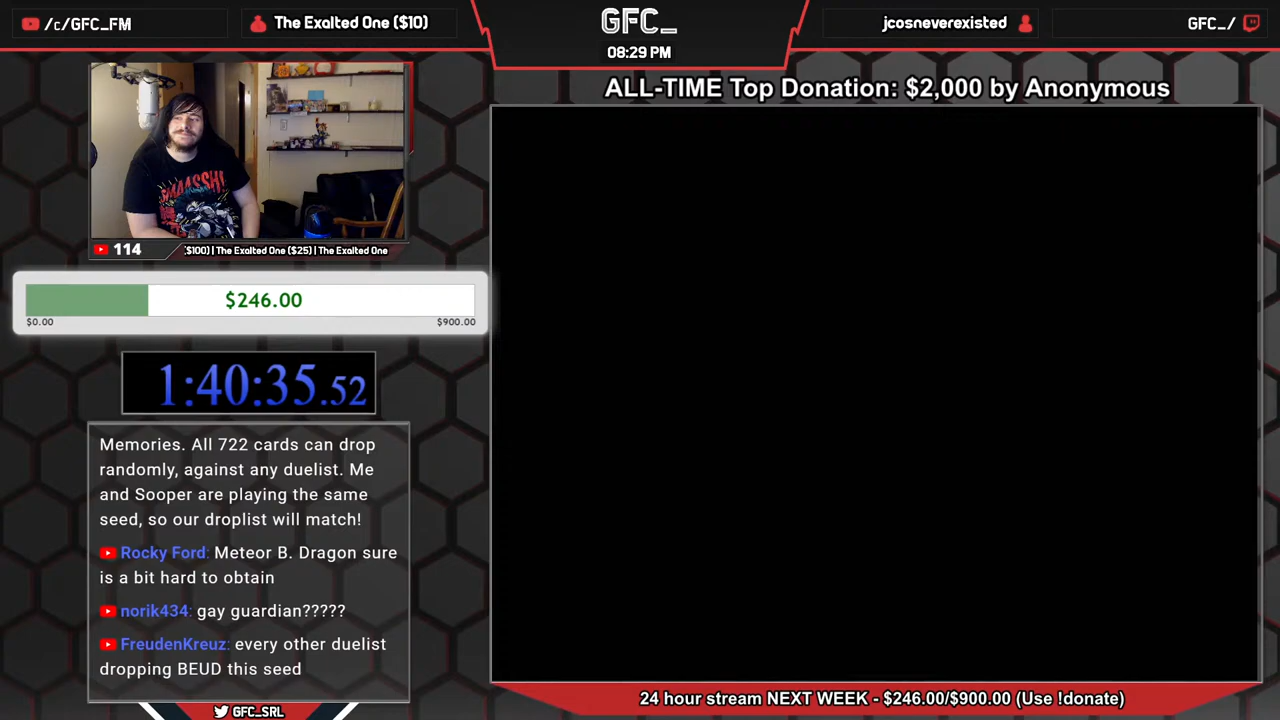 /c/GFC_FM
The Exalted One ($10)
GFC_
08:29 PM
jcosneverexisted
GFC_/
ALL-TIME Top Donation: $2,000 by Anonymous
SMAAASSH!
114
$100) | The Exalted One ($25) | The Exalted One
$246.00
$0.00
$900.00
1:40:35.52
Memories. All 722 cards can drop
randomly, against any duelist. Me
and Sooper are playing the same
seed, so our droplist will match!
Rocky Ford: Meteor B. Dragon sure
is a bit hard to obtain
norik434: gay guardian?????
FreudenKreuz: every other duelist
dropping BEUD this seed
GFC_SRL
24 hour stream NEXT WEEK - $246.00/$900.00 (Use !donate)